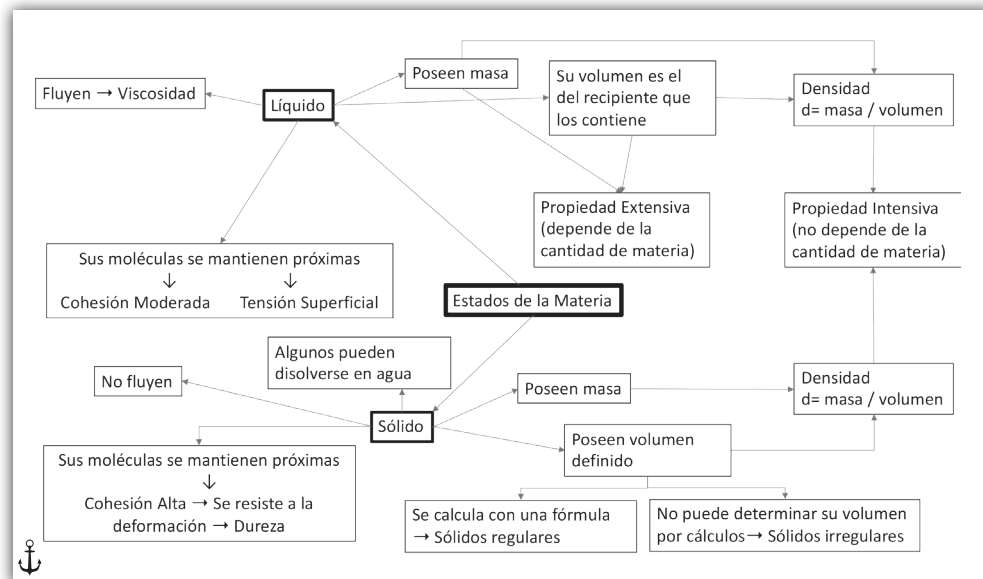 Poseen masa
Su volumen es el
del recipiente que
los contiene
Densidad
d= masa / volumen
Fluyen → Viscosidad
Líquido
Propiedad Extensiva
(depende de la
cantidad de materia)
Propiedad Intensiva
(no depende de la
cantidad de materia)
Sus moléculas se mantienen próximas
↓ ↓
Cohesión Moderada Tensión Superficial
Estados de la Materia
Algunos pueden
disolverse en agua
No fluyen
Poseen masa
Densidad
d= masa / volumen
Sólido
Poseen volumen
definido
Sus moléculas se mantienen próximas
↓
Cohesión Alta → Se resiste a la
deformación → Dureza
Se calcula con una fórmula
→ Sólidos regulares
No puede determinar su volumen
por cálculos→ Sólidos irregulares